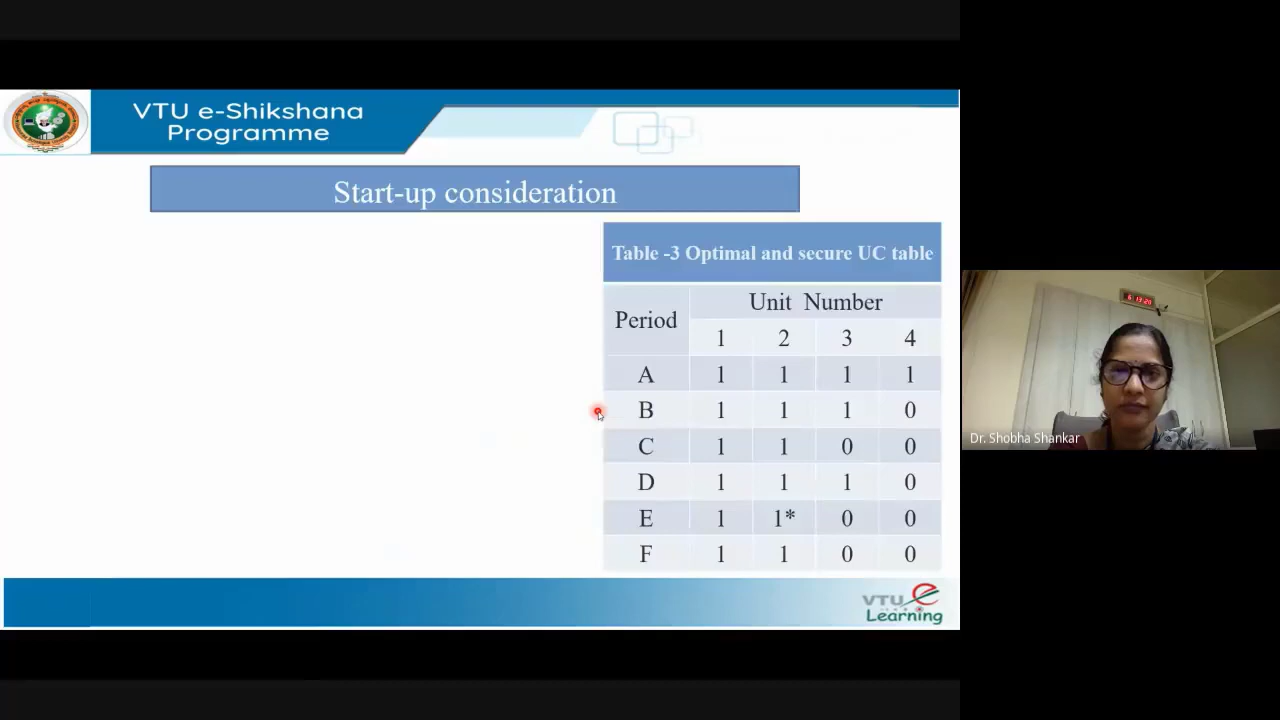 VTU e-Shikshana
Programme
Start-up consideration
Table -3 Optimal and secure UC table
Period
Unit Number
1 2 3 4
A 1 1 1 1
B 1 1 1 0
C 1 1 0 0
D 1 1 1 0
E 1 1* 0 0
F 1 1 0 0
Dr. Shobha Shankar
VTU e
Learning